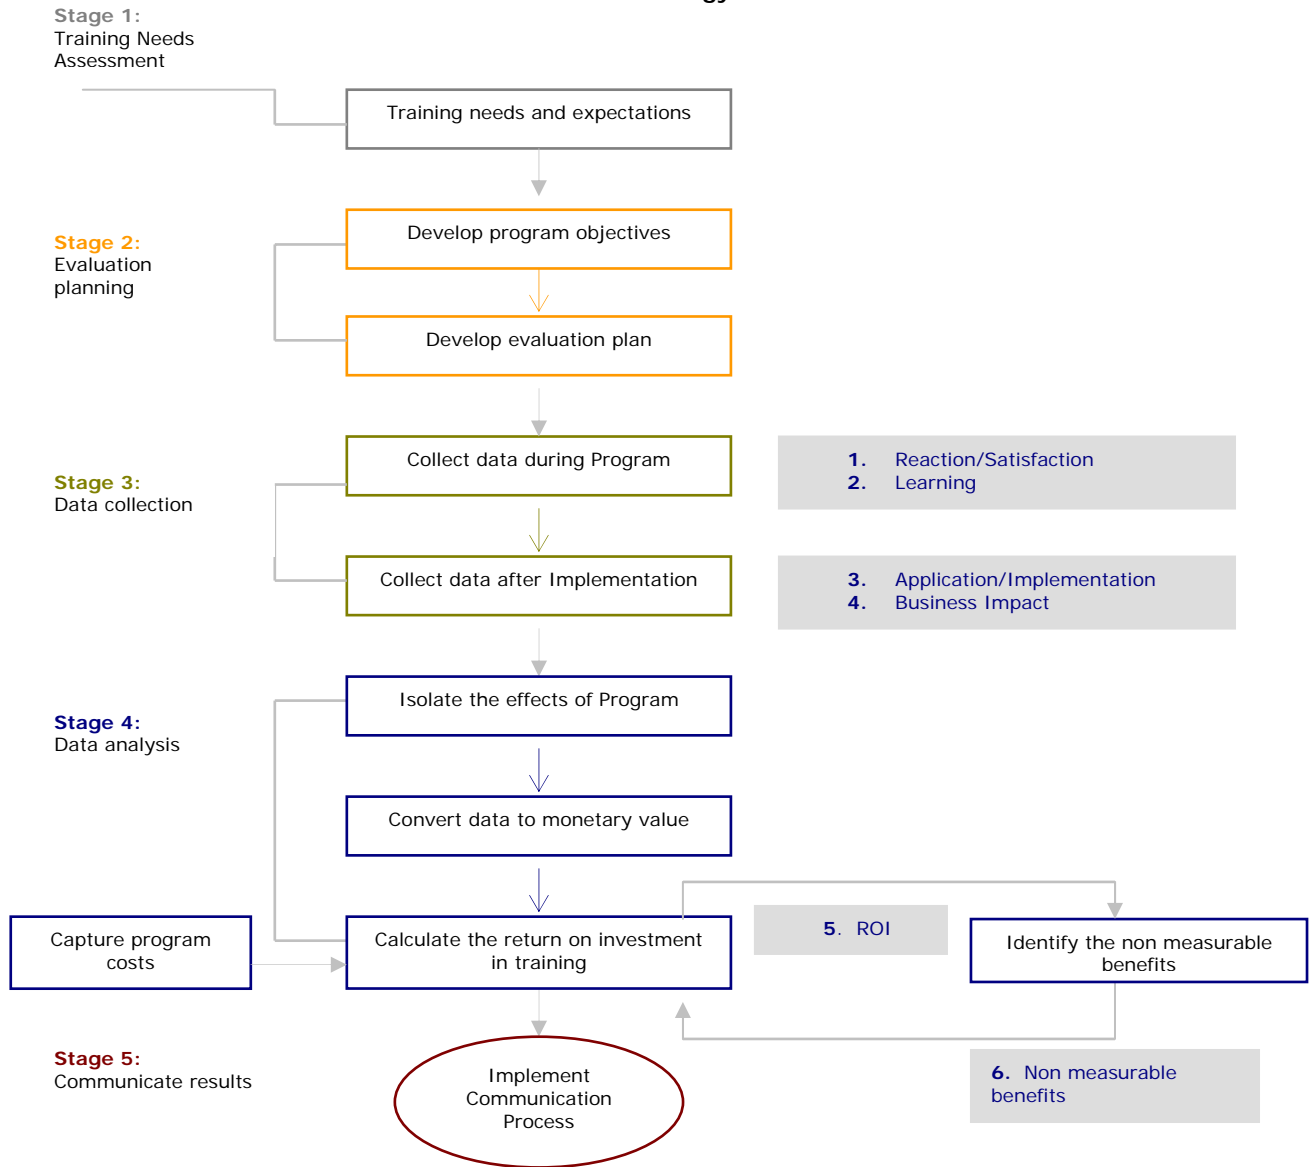 Stage 1:
Training Needs
Assessment
Training needs and expectations
Develop program objectives
Stage 2:
Evaluation
planning
Develop evaluation plan
Collect data during Program
1. Reaction/Satisfaction
2. Learning
Stage 3:
Data collection
Collect data after Implementation
3. Application/Implementation
4. Business Impact
Isolate the effects of Program
Stage 4:
Data analysis
Convert data to monetary value
Capture program
costs
Calculate the return on investment
in training
5. ROI
Identify the non measurable
benefits
Stage 5:
Communicate results
Implement
Communication
Process
6. Non measurable
benefits